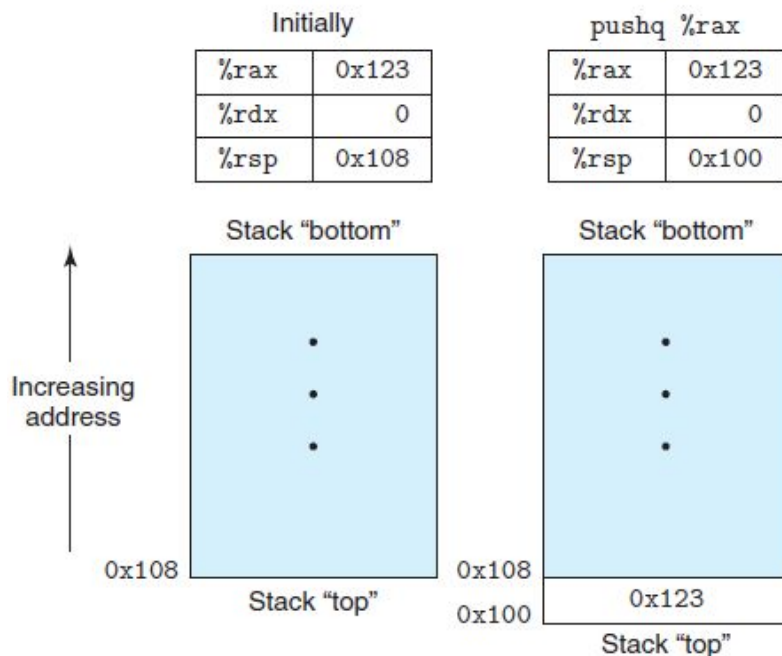 Initially
%rax 0x123
%rdx 0
%rsp 0x108
Stack “bottom”
Increasing
address
0x108
Stack “top”
pushq %rax
%rax 0x123
%rdx 0
%rsp 0x100
Stack “bottom”
0x108
0x123
0x100
Stack “top”